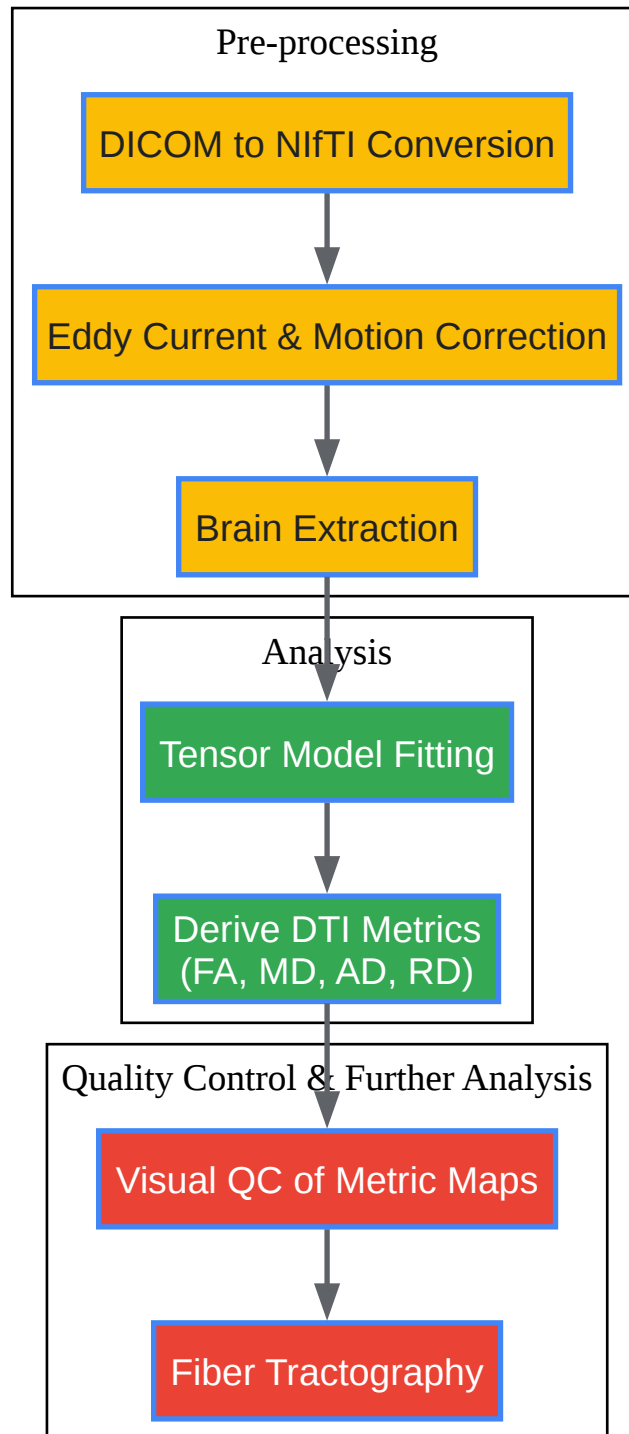 Pre-processing
DICOM to NIfTI Conversion
Eddy Current & Motion Correction
Brain Extraction
Analysis
Tensor Model Fitting
Derive DTI Metrics
(FA, MD, AD, RD)
Quality Control & Further Analysis
Visual QC of Metric Maps
Fiber Tractography